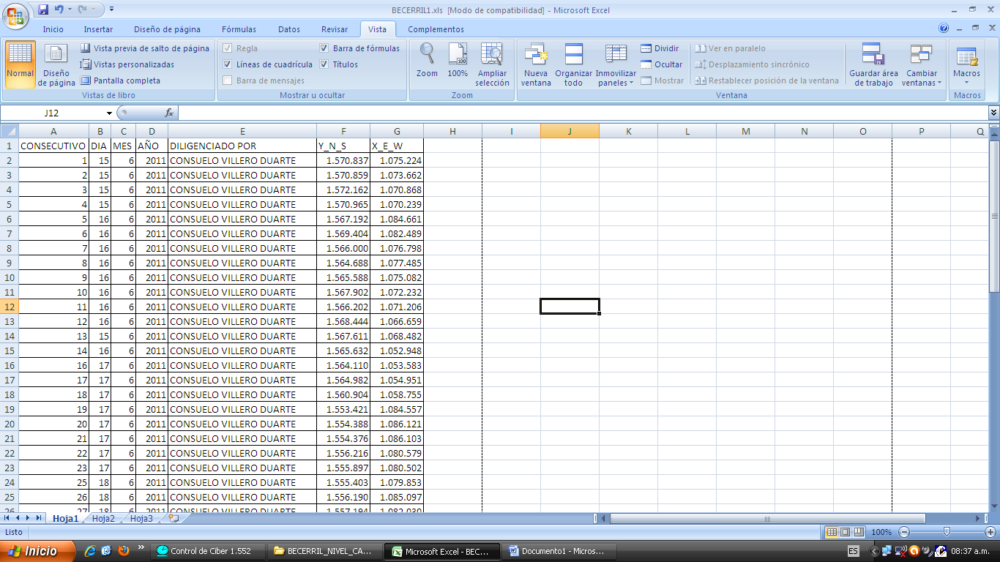 BECERRIL1.xls [Modo de compatibilidad] - Microsoft Excel
Inicio Insertar Diseño de página Fórmulas Datos Revisar Vista Complementos
Normal
Diseño de página
Vista previa de salto de página
Vistas personalizadas
Pantalla completa
Vistas de libro
Regla
Líneas de cuadrícula
Barra de mensajes
Barra de fórmulas
Títulos
Mostrar u ocultar
Zoom
100%
Ampliar selección
Zoom
Nueva ventana
Organizar todo
Inmovilizar paneles
Dividir
Ocultar
Mostrar
Ver en paralelo
Desplazamiento sincrónico
Restablecer posición de la ventana
Guardar área de trabajo
Cambiar ventanas
Ventana
Macros
Macros
J12 fx
A B C D E F G H I J K L M N O P Q
1 CONSECUTIVO DIA MES AÑO DILIGENCIADO POR Y_N_S X_E_W
2 1 15 6 2011 CONSUELO VILLERO DUARTE 1.570.837 1.075.224
3 2 15 6 2011 CONSUELO VILLERO DUARTE 1.570.859 1.073.662
4 3 15 6 2011 CONSUELO VILLERO DUARTE 1.572.162 1.070.868
5 4 15 6 2011 CONSUELO VILLERO DUARTE 1.570.965 1.070.239
6 5 16 6 2011 CONSUELO VILLERO DUARTE 1.567.192 1.084.661
7 6 16 6 2011 CONSUELO VILLERO DUARTE 1.569.404 1.082.489
8 7 16 6 2011 CONSUELO VILLERO DUARTE 1.566.000 1.076.798
9 8 16 6 2011 CONSUELO VILLERO DUARTE 1.564.688 1.077.485
10 9 16 6 2011 CONSUELO VILLERO DUARTE 1.565.588 1.075.082
11 10 16 6 2011 CONSUELO VILLERO DUARTE 1.567.902 1.072.232
12 11 16 6 2011 CONSUELO VILLERO DUARTE 1.566.202 1.071.206
13 12 16 6 2011 CONSUELO VILLERO DUARTE 1.568.444 1.066.659
14 13 15 6 2011 CONSUELO VILLERO DUARTE 1.567.611 1.068.482
15 14 16 6 2011 CONSUELO VILLERO DUARTE 1.565.632 1.052.948
16 16 17 6 2011 CONSUELO VILLERO DUARTE 1.564.110 1.053.583
17 17 17 6 2011 CONSUELO VILLERO DUARTE 1.564.982 1.054.951
18 18 17 6 2011 CONSUELO VILLERO DUARTE 1.560.904 1.058.755
19 19 17 6 2011 CONSUELO VILLERO DUARTE 1.553.421 1.084.557
20 20 17 6 2011 CONSUELO VILLERO DUARTE 1.554.388 1.086.121
21 21 17 6 2011 CONSUELO VILLERO DUARTE 1.554.376 1.086.103
22 22 17 6 2011 CONSUELO VILLERO DUARTE 1.556.216 1.080.579
23 23 17 6 2011 CONSUELO VILLERO DUARTE 1.555.897 1.080.502
24 25 18 6 2011 CONSUELO VILLERO DUARTE 1.555.403 1.079.853
25 26 18 6 2011 CONSUELO VILLERO DUARTE 1.556.190 1.085.097
26 27 18 6 2011 CONSUELO VILLERO DUARTE 1.557.194 1.082.030
Hoja1 Hoja2 Hoja3
Listo 100%
Inicio Control de Ciber 1.552 BECERRIL_NIVEL_CA... Microsoft Excel - BEC... Documento1 - Micros... ES 08:37 a.m.